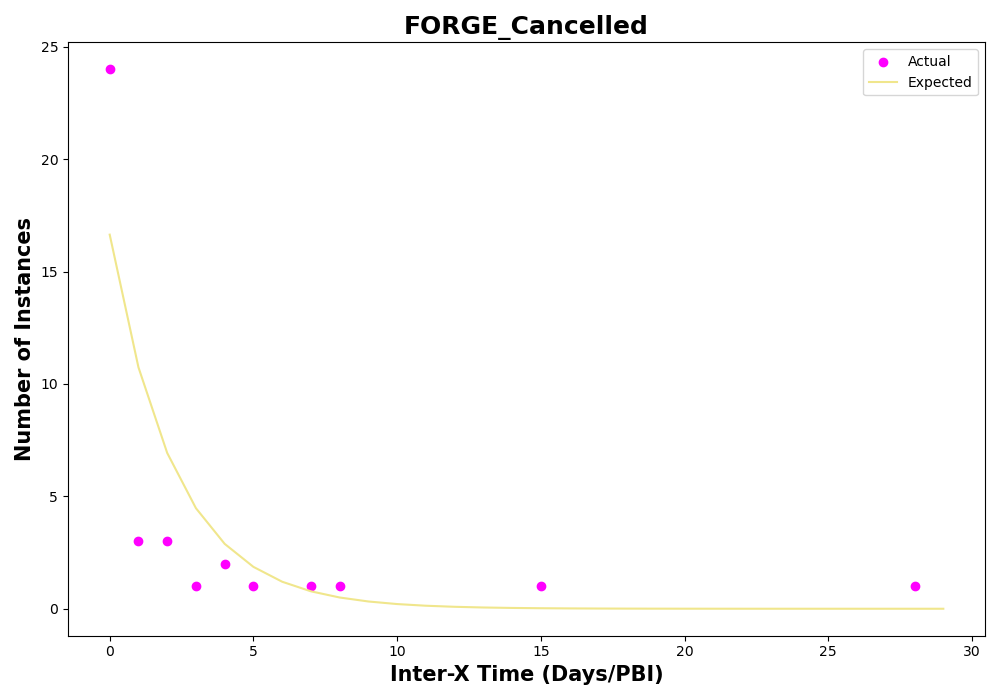 FORGE_Cancelled
Actual
Expected
Number of Instances
25
20
15
10
5
0
0 5 10 15 20 25 30
Inter-X Time (Days/PBI)